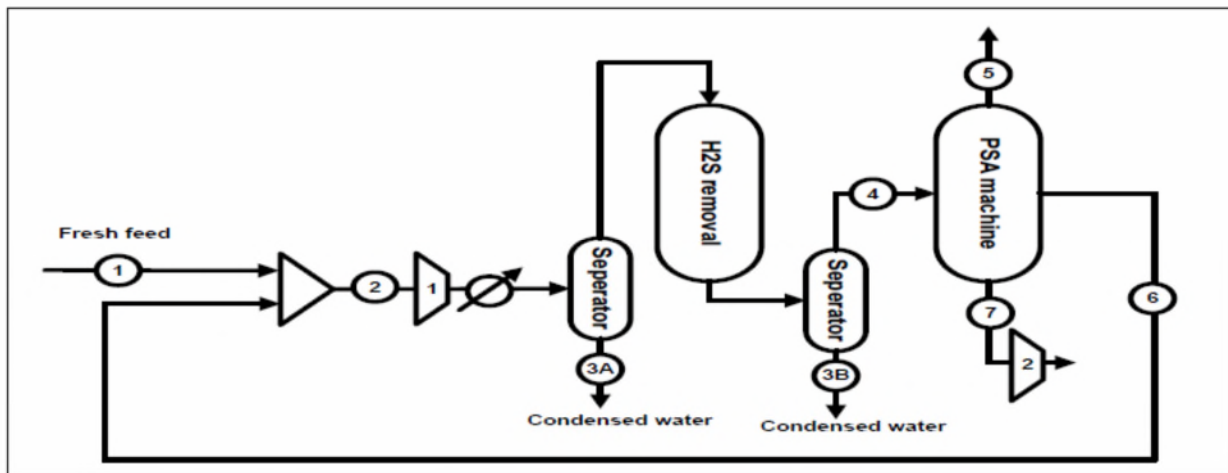 5
H2S removal
PSA machine
4
Fresh feed
1
2
1
Seperator
Seperator
6
7
2
3A
3B
Condensed water
Condensed water